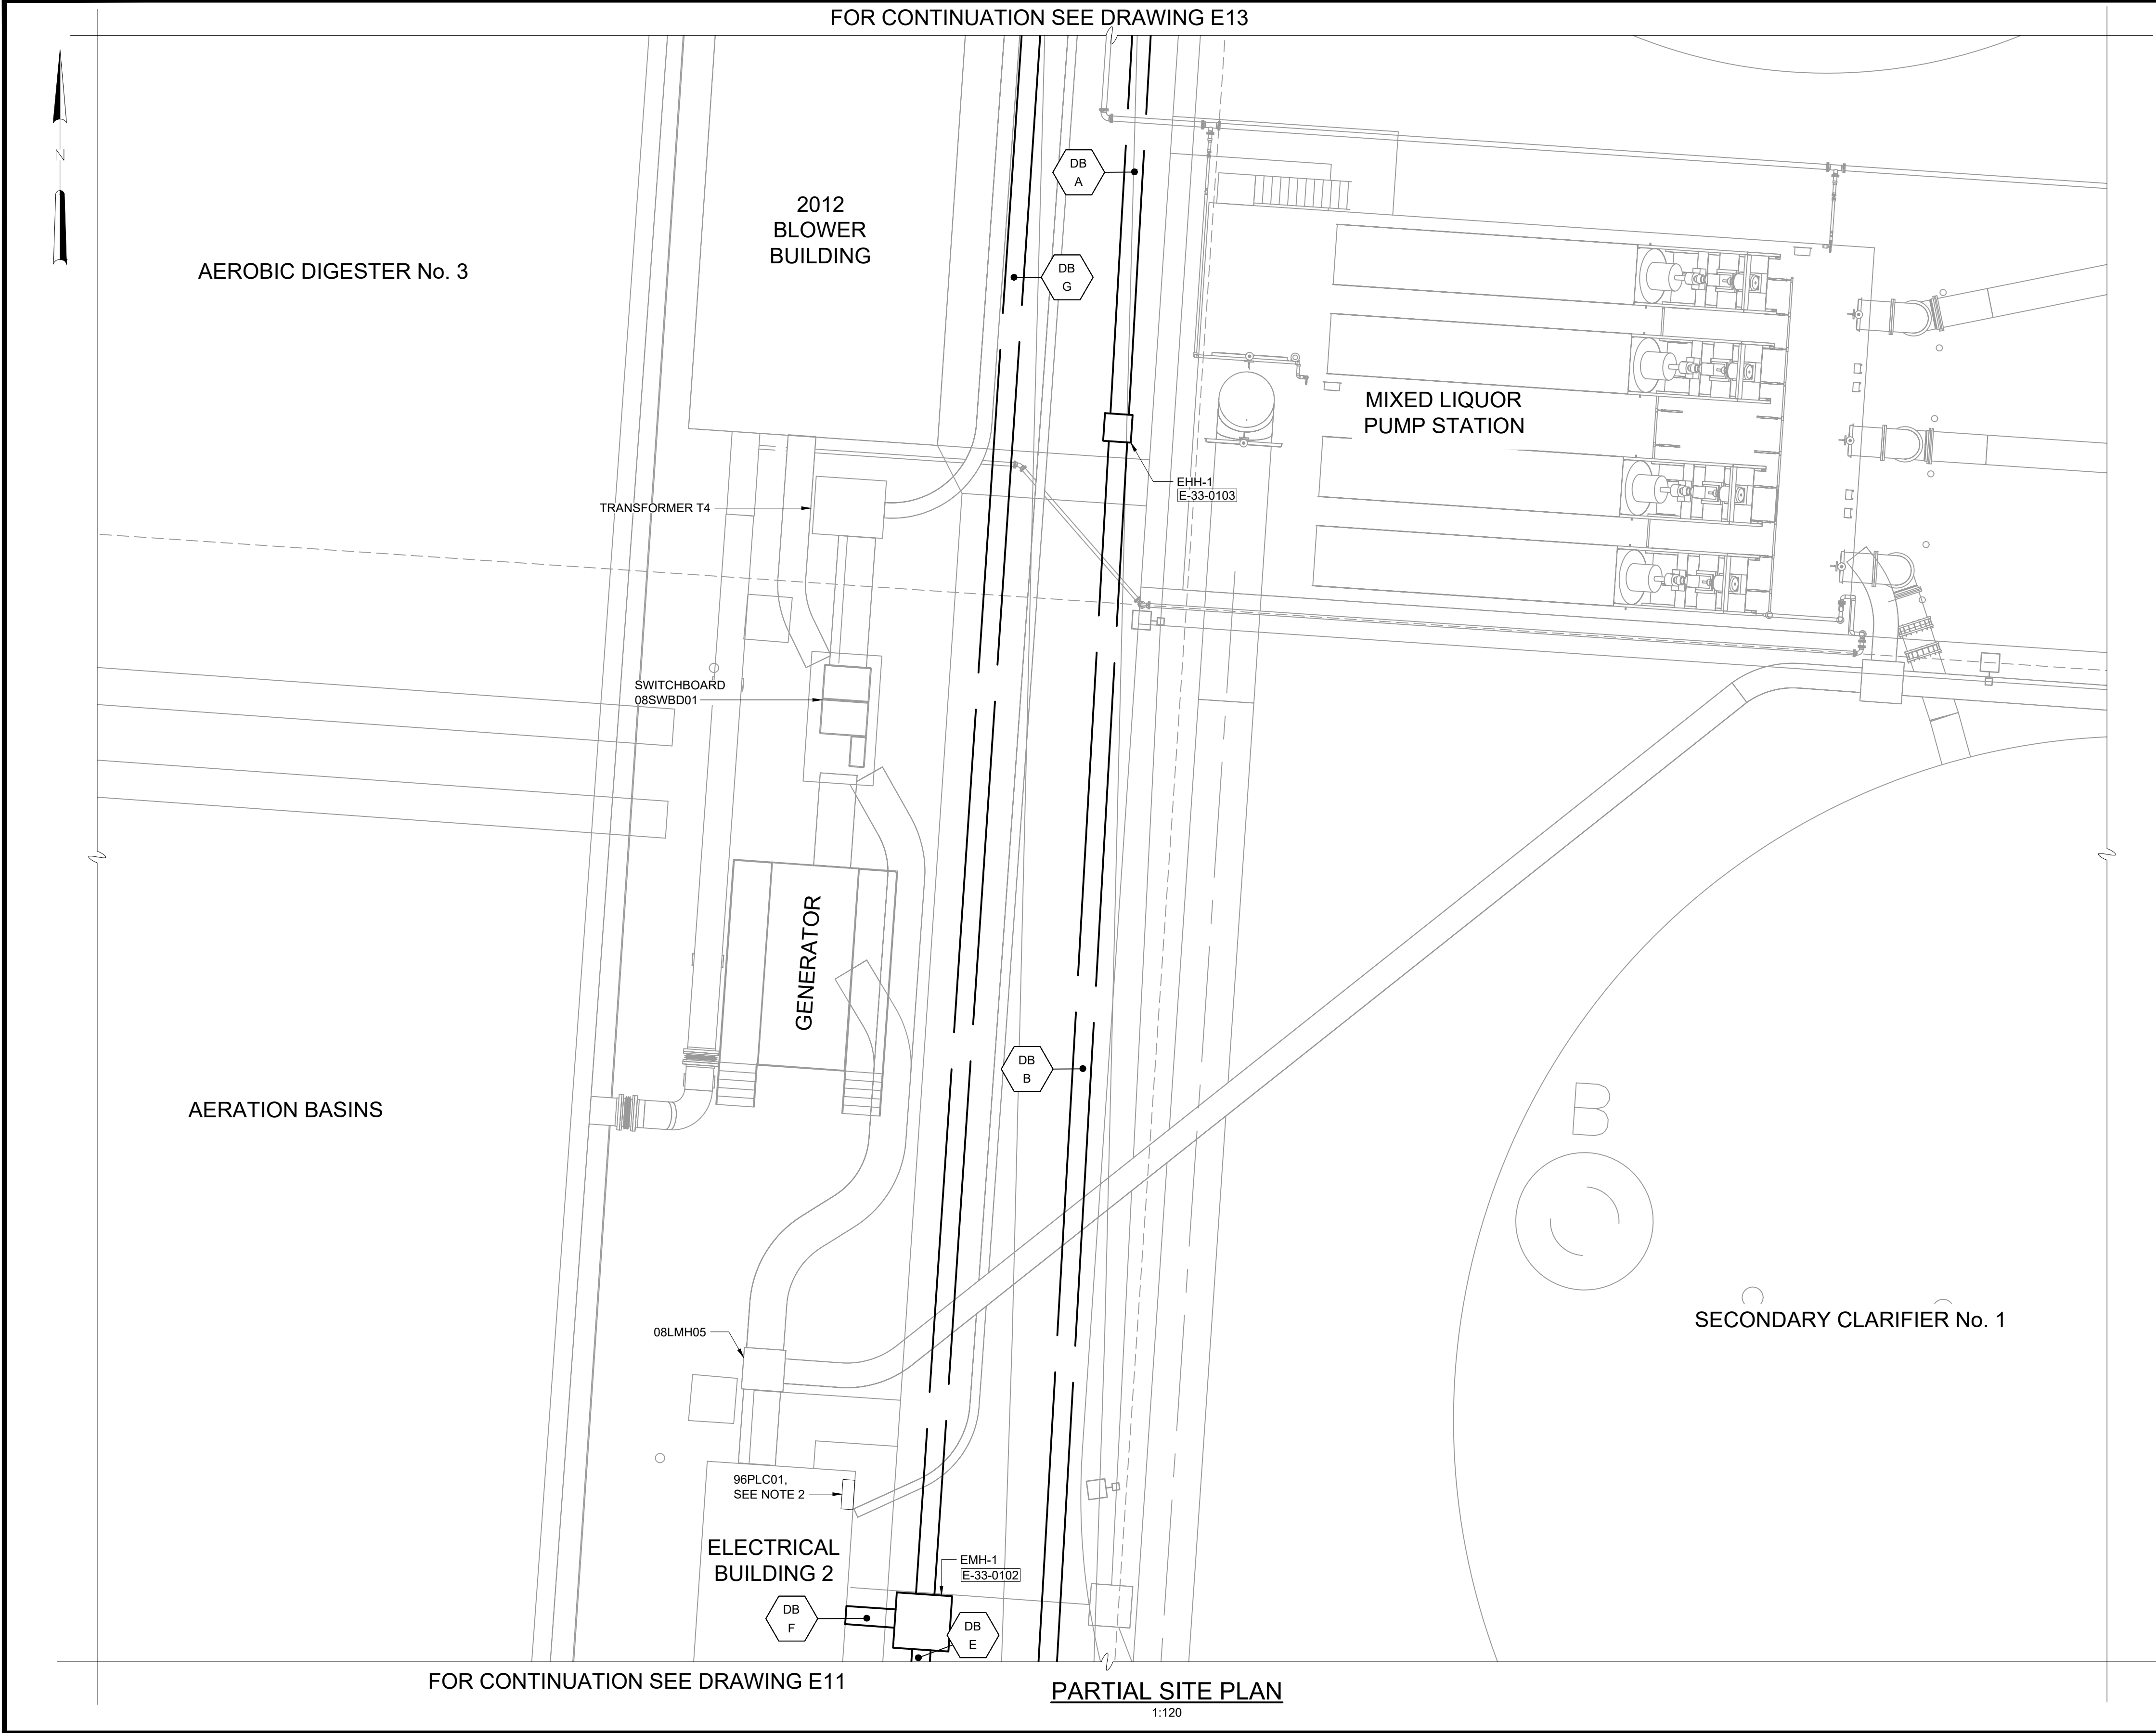 FOR CONTINUATION SEE DRAWING E13
N
DB
A
2012
BLOWER
BUILDING
AEROBIC DIGESTER No. 3
DB
G
MIXED LIQUOR
PUMP STATION
EHH-1
E-33-0103
TRANSFORMER T4
SWITCHBOARD
08SWBD01
GENERATOR
DB
B
AERATION BASINS
B
SECONDARY CLARIFIER No. 1
08LMH05
96PLC01,
SEE NOTE 2
ELECTRICAL
BUILDING 2
EMH-1
E-33-0102
DB
F
DB
E
FOR CONTINUATION SEE DRAWING E11
PARTIAL SITE PLAN
1:120